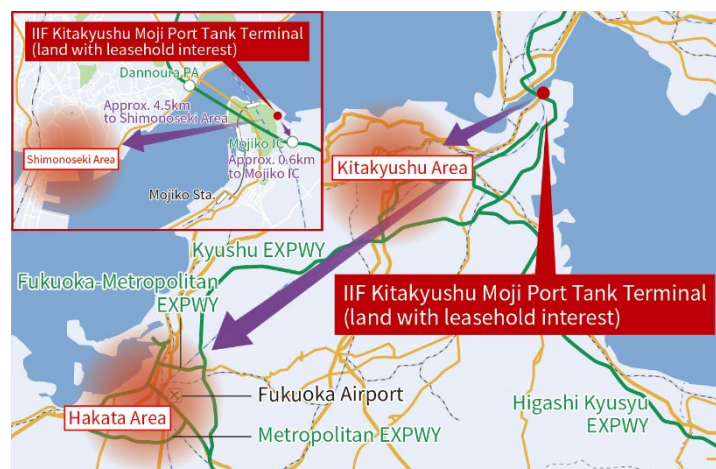 IIF Kitakyushu Moji Port Tank Terminal
(land with leasehold interest)
Dannoura PA
Approx. 4.5km
to Shimonoseki Area
Mojiko IC
Approx. 0.6km
to Mojiko IC
Shimonoseki Area
Mojiko Sta.
Kitakyushu Area
Kyushu EXPWY
Fukuoka-Metropolitan
EXPWY
IIF Kitakyushu Moji Port Tank Terminal
(land with leasehold interest)
Fukuoka Airport
Hakata Area
Metropolitan EXPWY
Higashi Kyusyu
EXPWY